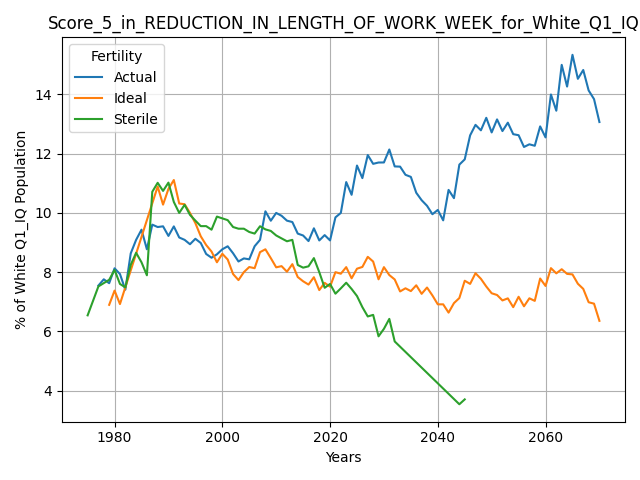 Score_5_in_REDUCTION_IN_LENGTH_OF_WORK_WEEK_for_White_Q1_IQ
Fertility
Actual
Ideal
Sterile
% of White Q1_IQ Population
14
12
10
8
6
4
1980 2000 2020 2040 2060
Years